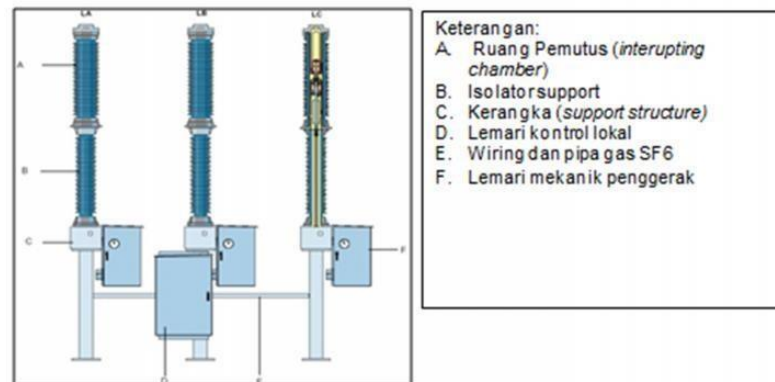 LA LB LC
A
B
C
F
D E
Keterangan:
A. Ruang Pemutus (interupting
chamber)
B. Isolator support
C. Kerangka (support structure)
D. Lemari kontrol lokal
E. Wiring dan pipa gas SF6
F. Lemari mekanik penggerak